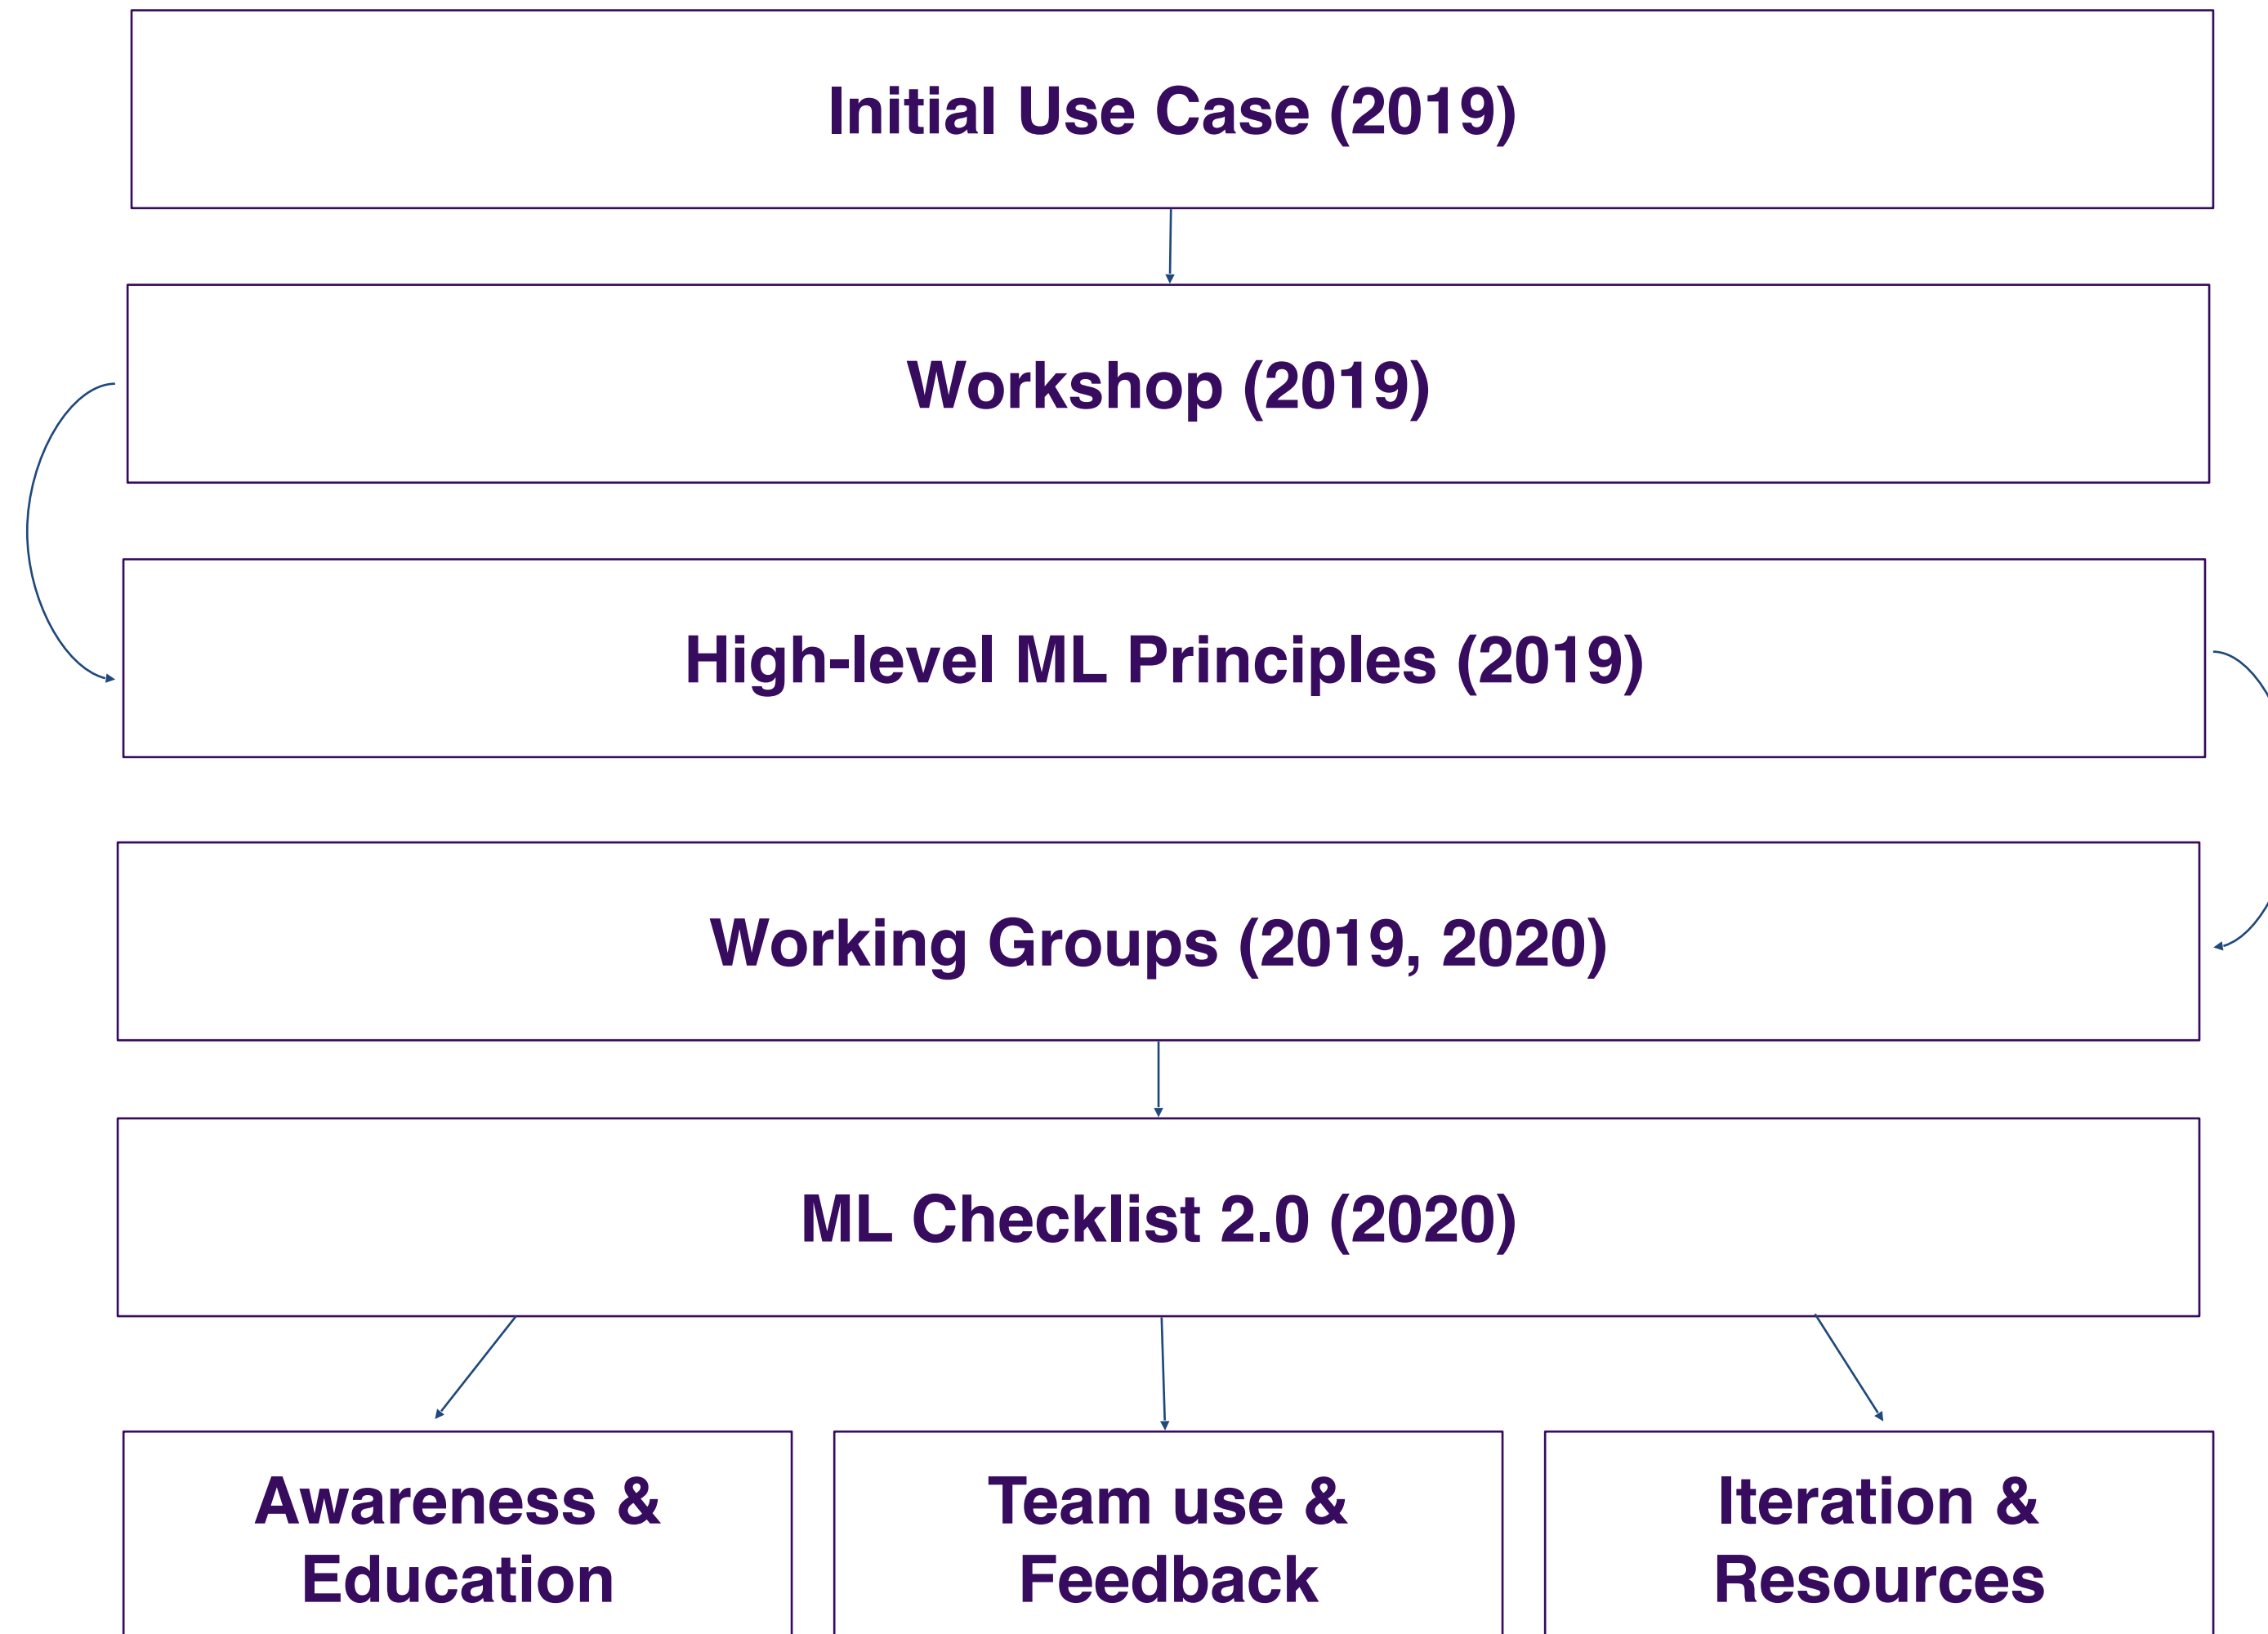 Initial Use Case (2019)
Workshop (2019)
High-level ML Principles (2019)
Working Groups (2019, 2020)
ML Checklist 2.0 (2020)
Awareness &
Education
Team use &
Feedback
Iteration &
Resources